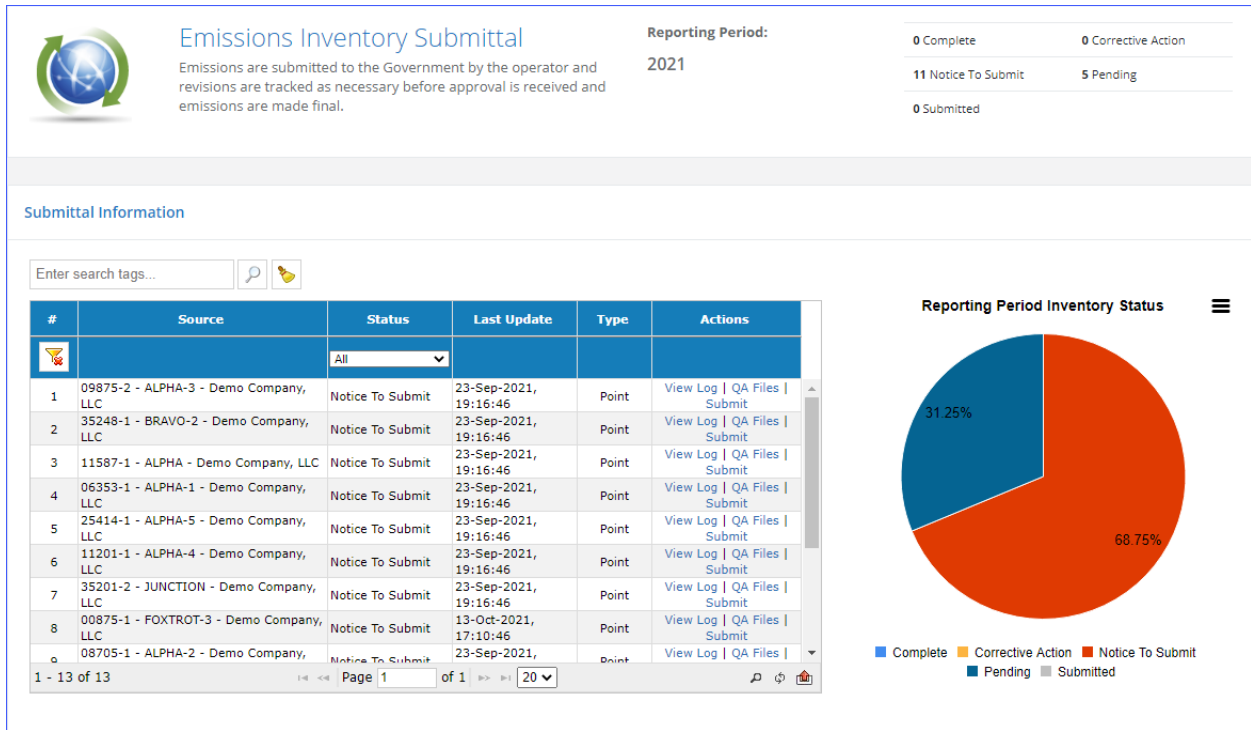 Emissions Inventory Submittal
Emissions are submitted to the Government by the operator and
revisions are tracked as necessary before approval is received and
emissions are made final.
Reporting Period:
2021
0 Complete 0 Corrective Action
11 Notice To Submit 5 Pending
0 Submitted
Submittal Information
Enter search tags...
# Source Status Last Update Type Actions
All
1 09875-2 - ALPHA-3 - Demo Company, LLC Notice To Submit 23-Sep-2021, 19:16:46 Point View Log | QA Files | Submit
2 35248-1 - BRAVO-2 - Demo Company, LLC Notice To Submit 23-Sep-2021, 19:16:46 Point View Log | QA Files | Submit
3 11587-1 - ALPHA - Demo Company, LLC Notice To Submit 23-Sep-2021, 19:16:46 Point View Log | QA Files | Submit
4 06353-1 - ALPHA-1 - Demo Company, LLC Notice To Submit 23-Sep-2021, 19:16:46 Point View Log | QA Files | Submit
5 25414-1 - ALPHA-5 - Demo Company, LLC Notice To Submit 23-Sep-2021, 19:16:46 Point View Log | QA Files | Submit
6 11201-1 - ALPHA-4 - Demo Company, LLC Notice To Submit 23-Sep-2021, 19:16:46 Point View Log | QA Files | Submit
7 35201-2 - JUNCTION - Demo Company, LLC Notice To Submit 23-Sep-2021, 19:16:46 Point View Log | QA Files | Submit
8 00875-1 - FOXTROT-3 - Demo Company, LLC Notice To Submit 13-Oct-2021, 17:10:46 Point View Log | QA Files | Submit
9 08705-1 - ALPHA-2 - Demo Company, Notice To Submit 23-Sep-2021, Point View Log | QA Files |
1 - 13 of 13 Page 1 of 1 20
Reporting Period Inventory Status
31.25%
68.75%
Complete Corrective Action Notice To Submit
Pending Submitted